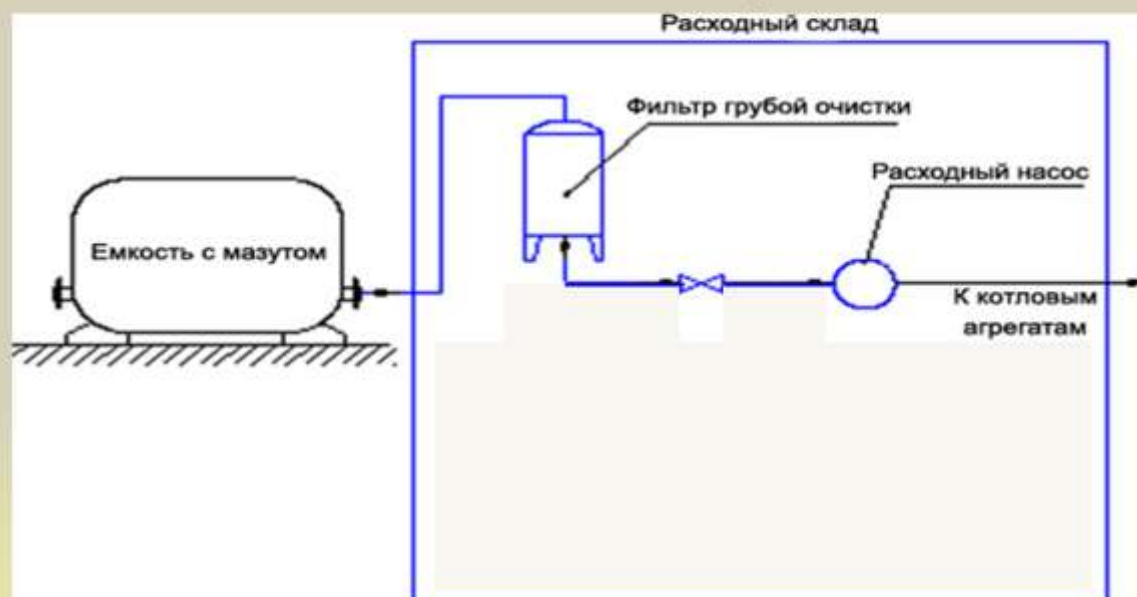 Расходный склад
Фильтр грубой очистки
Расходный насос
Емкость с мазутом
К котловым
агрегатам